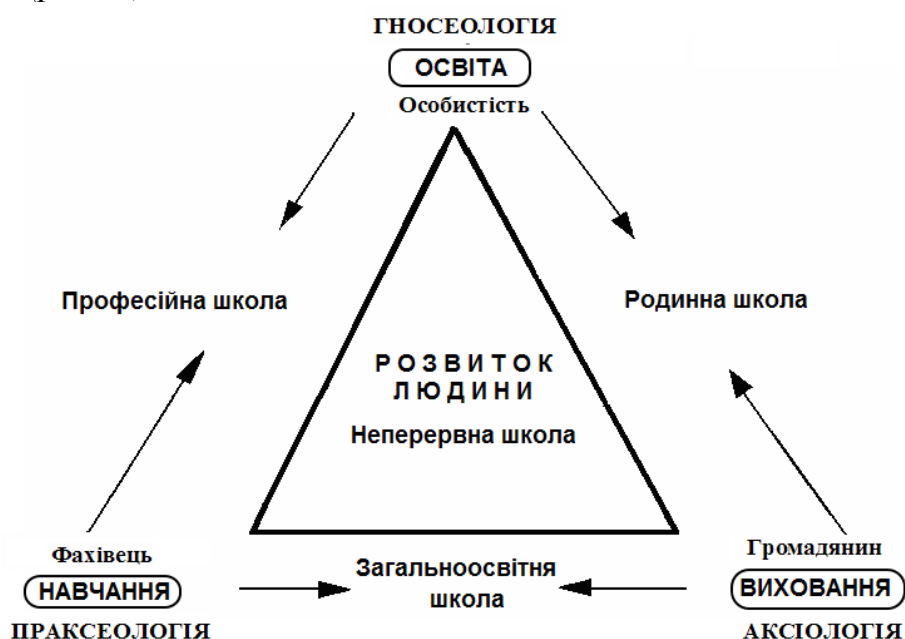 ГНОСЕОЛОГІЯ
ОСВІТА
Особистість
Професійна школа
Родинна школа
РОЗВИТОК
ЛЮДИНИ
Неперервна школа
Фахівець
НАВЧАННЯ
ПРАКСЕОЛОГІЯ
Загальноосвітня
школа
Громадянин
ВИХОВАННЯ
АКСІОЛОГІЯ